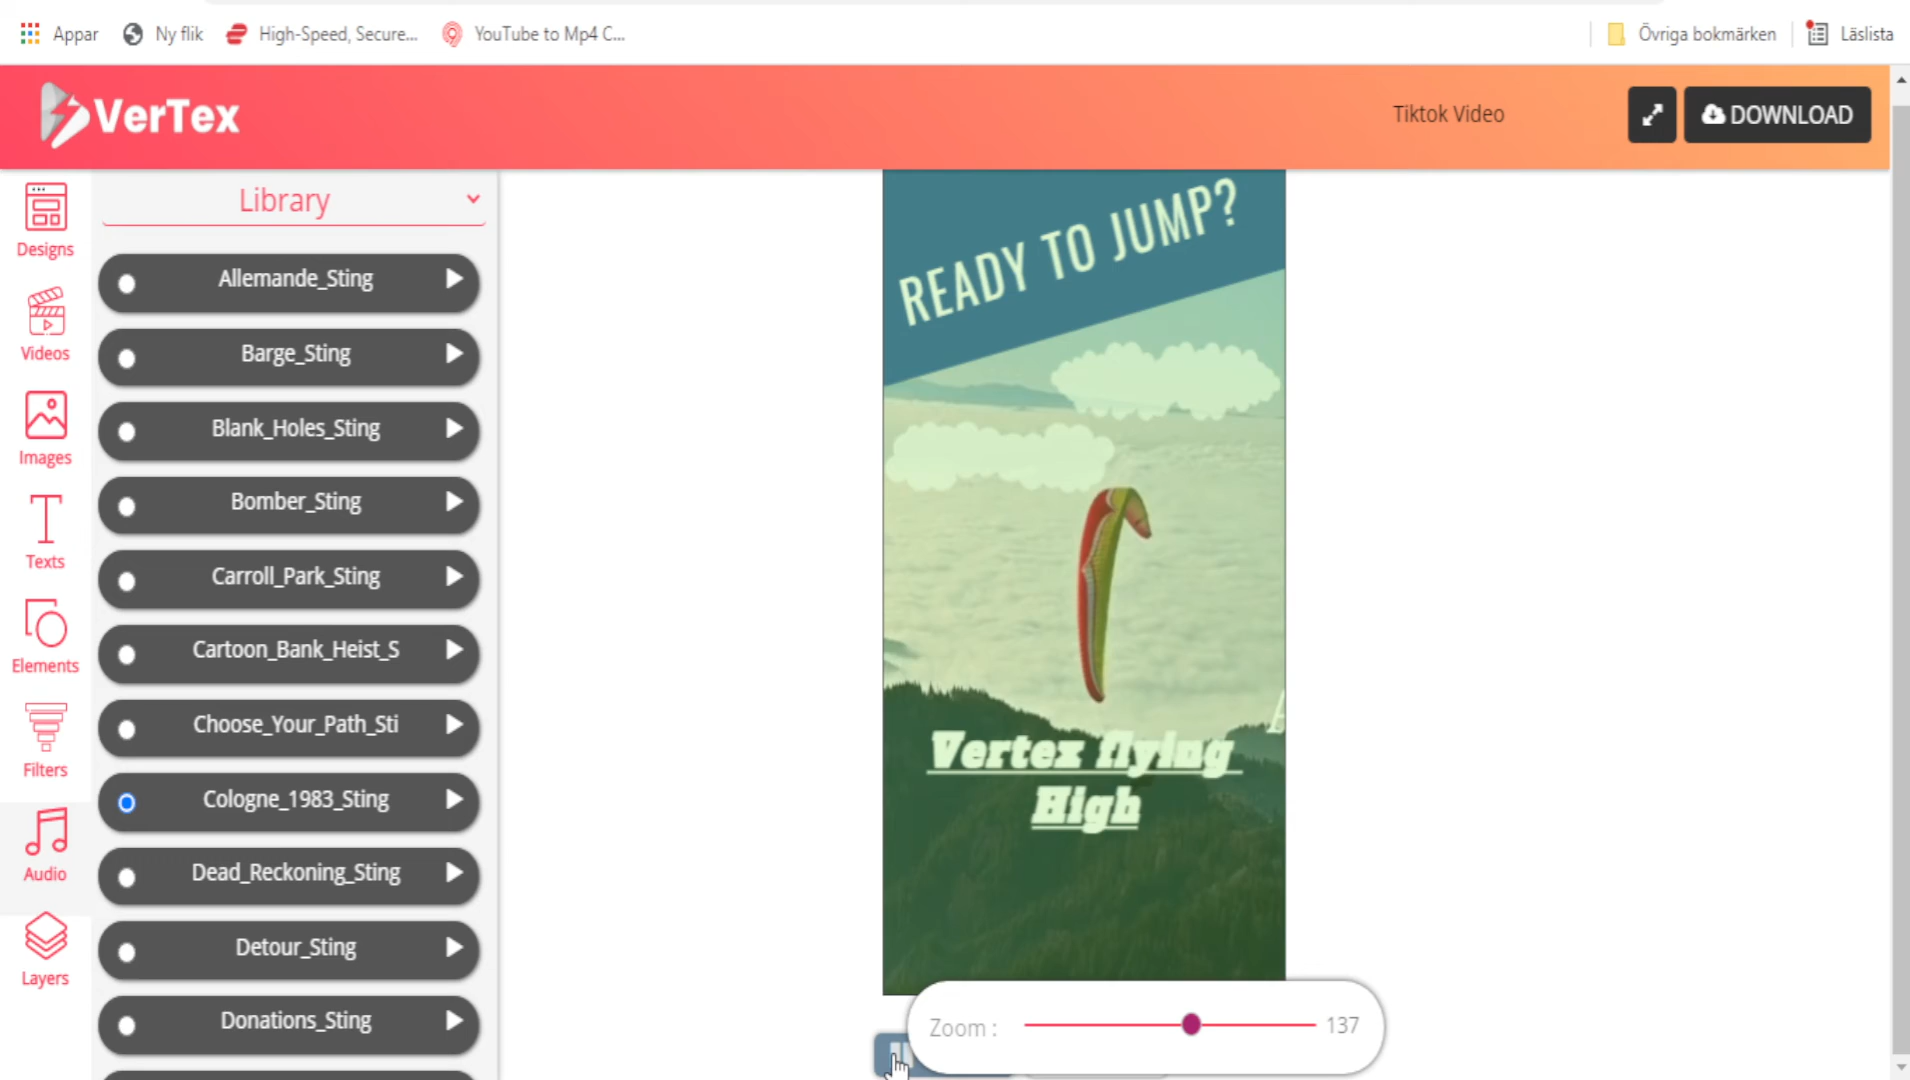 Appar
Ny flik
High-Speed, Secure...
YouTube to Mp4 C...
Övriga bokmärken
Läslista
VerTex
Tiktok Video
DOWNLOAD
Designs
Videos
Images
Texts
Elements
Filters
Audio
Layers
Library
Allemande_Sting
Barge_Sting
Blank_Holes_Sting
Bomber_Sting
Carroll_Park_Sting
Cartoon_Bank_Heist_S
Choose_Your_Path_Sti
Cologne_1983_Sting
Dead_Reckoning_Sting
Detour_Sting
Donations_Sting
READY TO JUMP?
A
Vertex flying
High
Zoom :
137